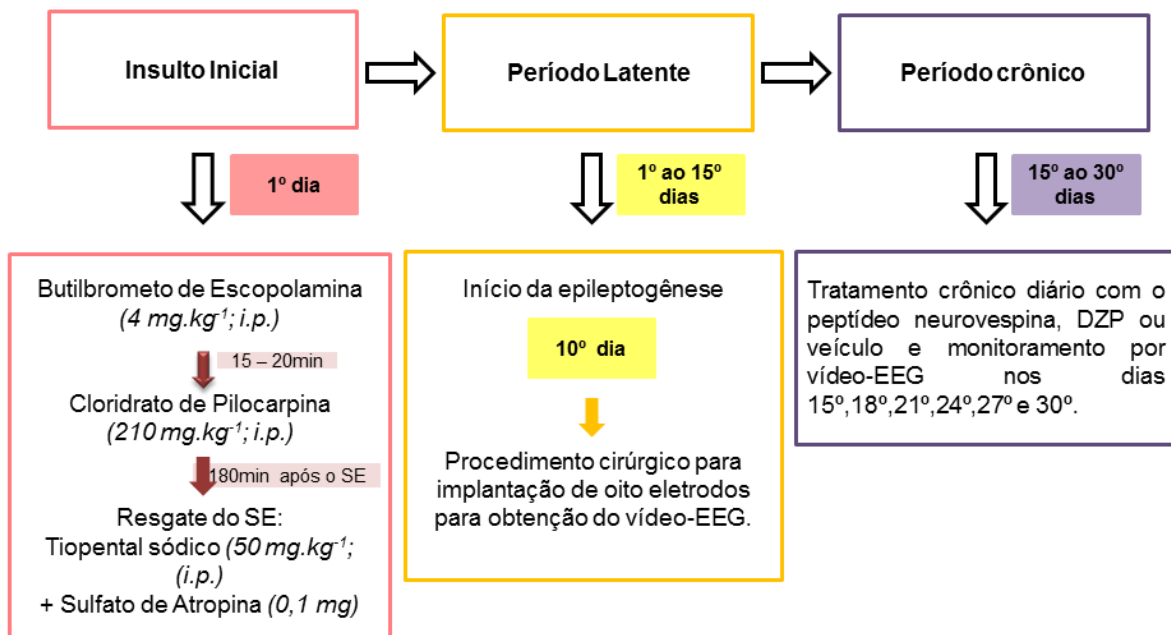 Insulto Inicial
Período Latente
Período crônico
1º dia
1º ao 15º
dias
15º ao 30º
dias
Butilbrometo de Escopolamina
(4 mg.kg⁻¹; i.p.)
15 – 20min
Cloridrato de Pilocarpina
(210 mg.kg⁻¹; i.p.)
180min após o SE
Resgate do SE:
Tiopental sódico (50 mg.kg⁻¹;
(i.p.)
+ Sulfato de Atropina (0,1 mg)
Início da epileptogênese
10º dia
Procedimento cirúrgico para
implantação de oito eletrodos
para obtenção do vídeo-EEG.
Tratamento crônico diário com o
peptídeo neurovespina, DZP ou
veículo e monitoramento por
vídeo-EEG nos dias
15º,18º,21º,24º,27º e 30º.